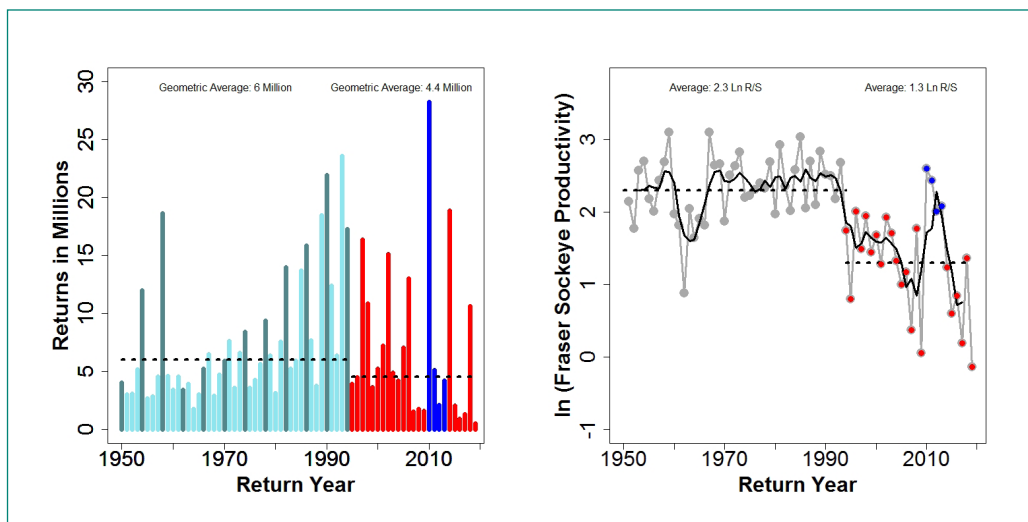 Geometric Average: 6 Million
Geometric Average: 4.4 Million
Returns in Millions
30
25
20
15
10
5
0
1950
1970
1990
2010
Return Year
Average: 2.3 Ln R/S
Average: 1.3 Ln R/S
ln (Fraser Sockeye Productivity)
3
2
1
0
-1
1950
1970
1990
2010
Return Year